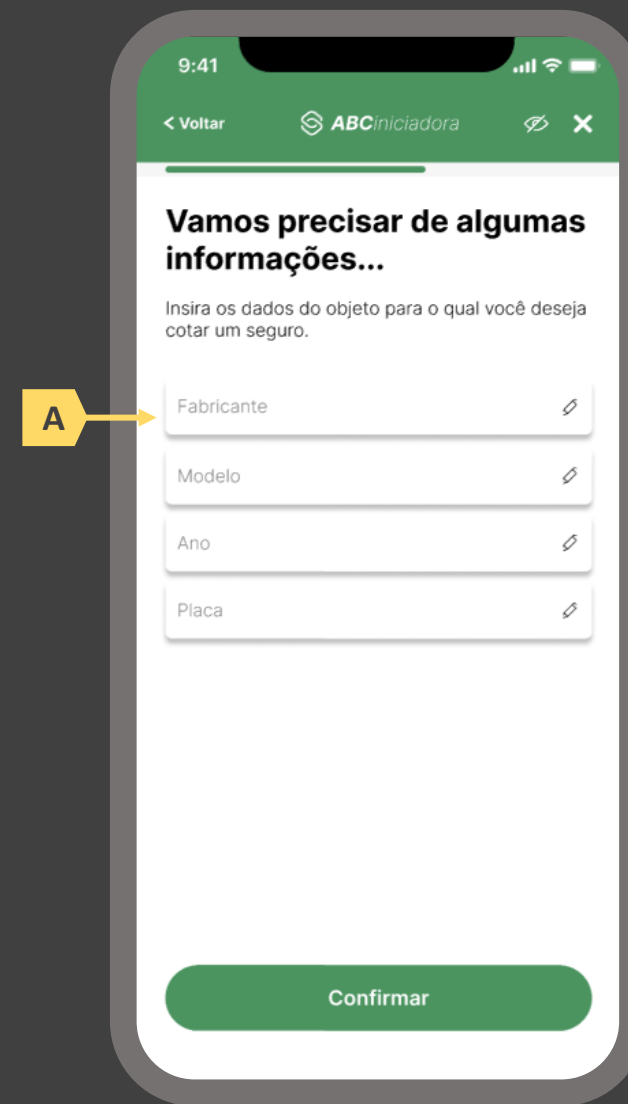 9:41
< Voltar
ABCiniciadora
Vamos precisar de algumas
informações...
Insira os dados do objeto para o qual você deseja
cotar um seguro.
A
Fabricante
Modelo
Ano
Placa
Confirmar